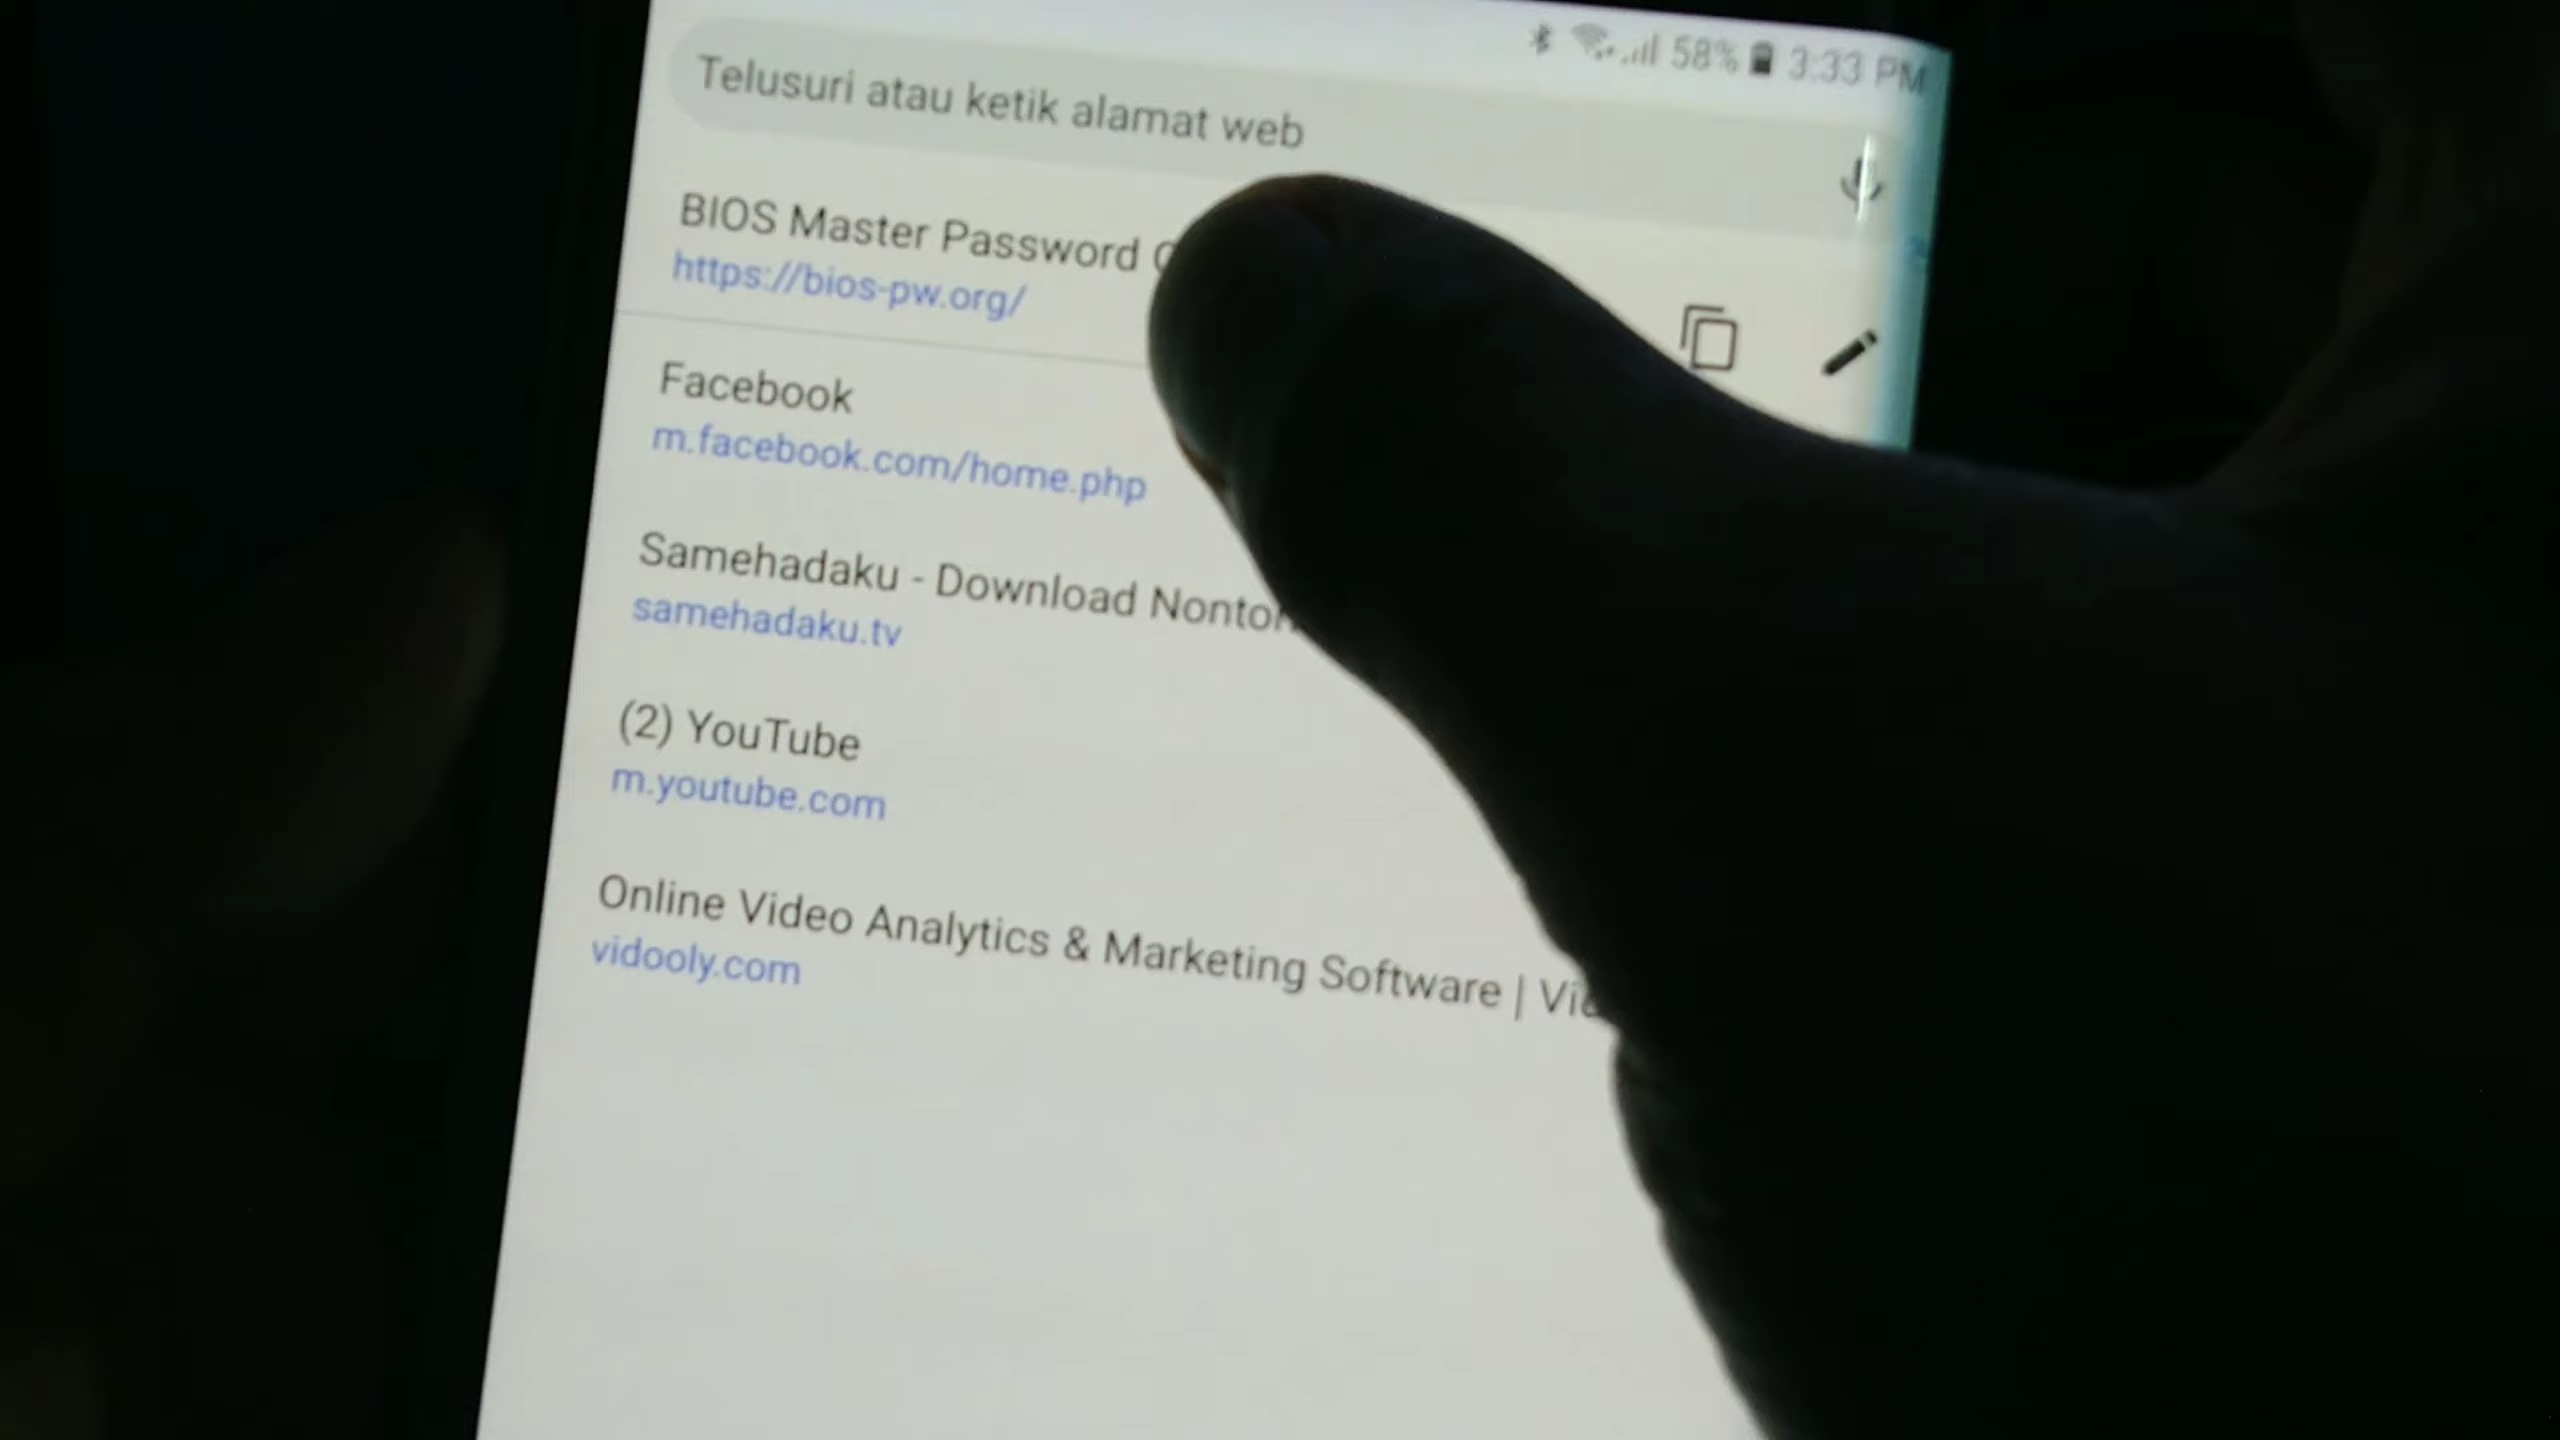 58% 3:33 PM
Telusuri atau ketik alamat web
BIOS Master Password
https://bios-pw.org/
Facebook
m.facebook.com/home.php
Samehadaku - Download
samehadaku.tv
(2) YouTube
m.youtube.com
Online Video Analytics & Marketing Software |
vidooly.com